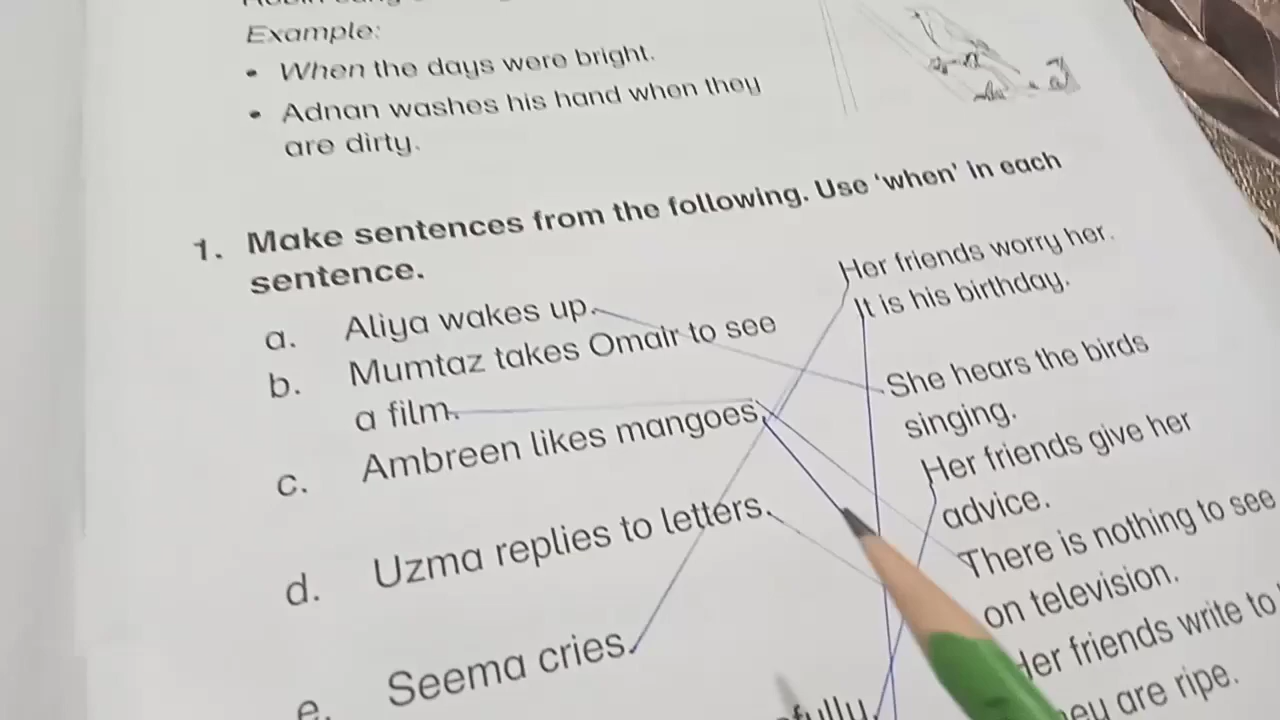 Example:
• When the days were bright.
• Adnan washes his hand when they
are dirty.
1. Make sentences from the following. Use 'when' in each
sentence.
a. Aliya wakes up.
b. Mumtaz takes Omair to see
a film.
c. Ambreen likes mangoes.
d. Uzma replies to letters.
e. Seema cries.
fully.
Her friends worry her.
It is his birthday.
She hears the birds
singing.
Her friends give her
advice.
There is nothing to see
on television.
Her friends write to
They are ripe.